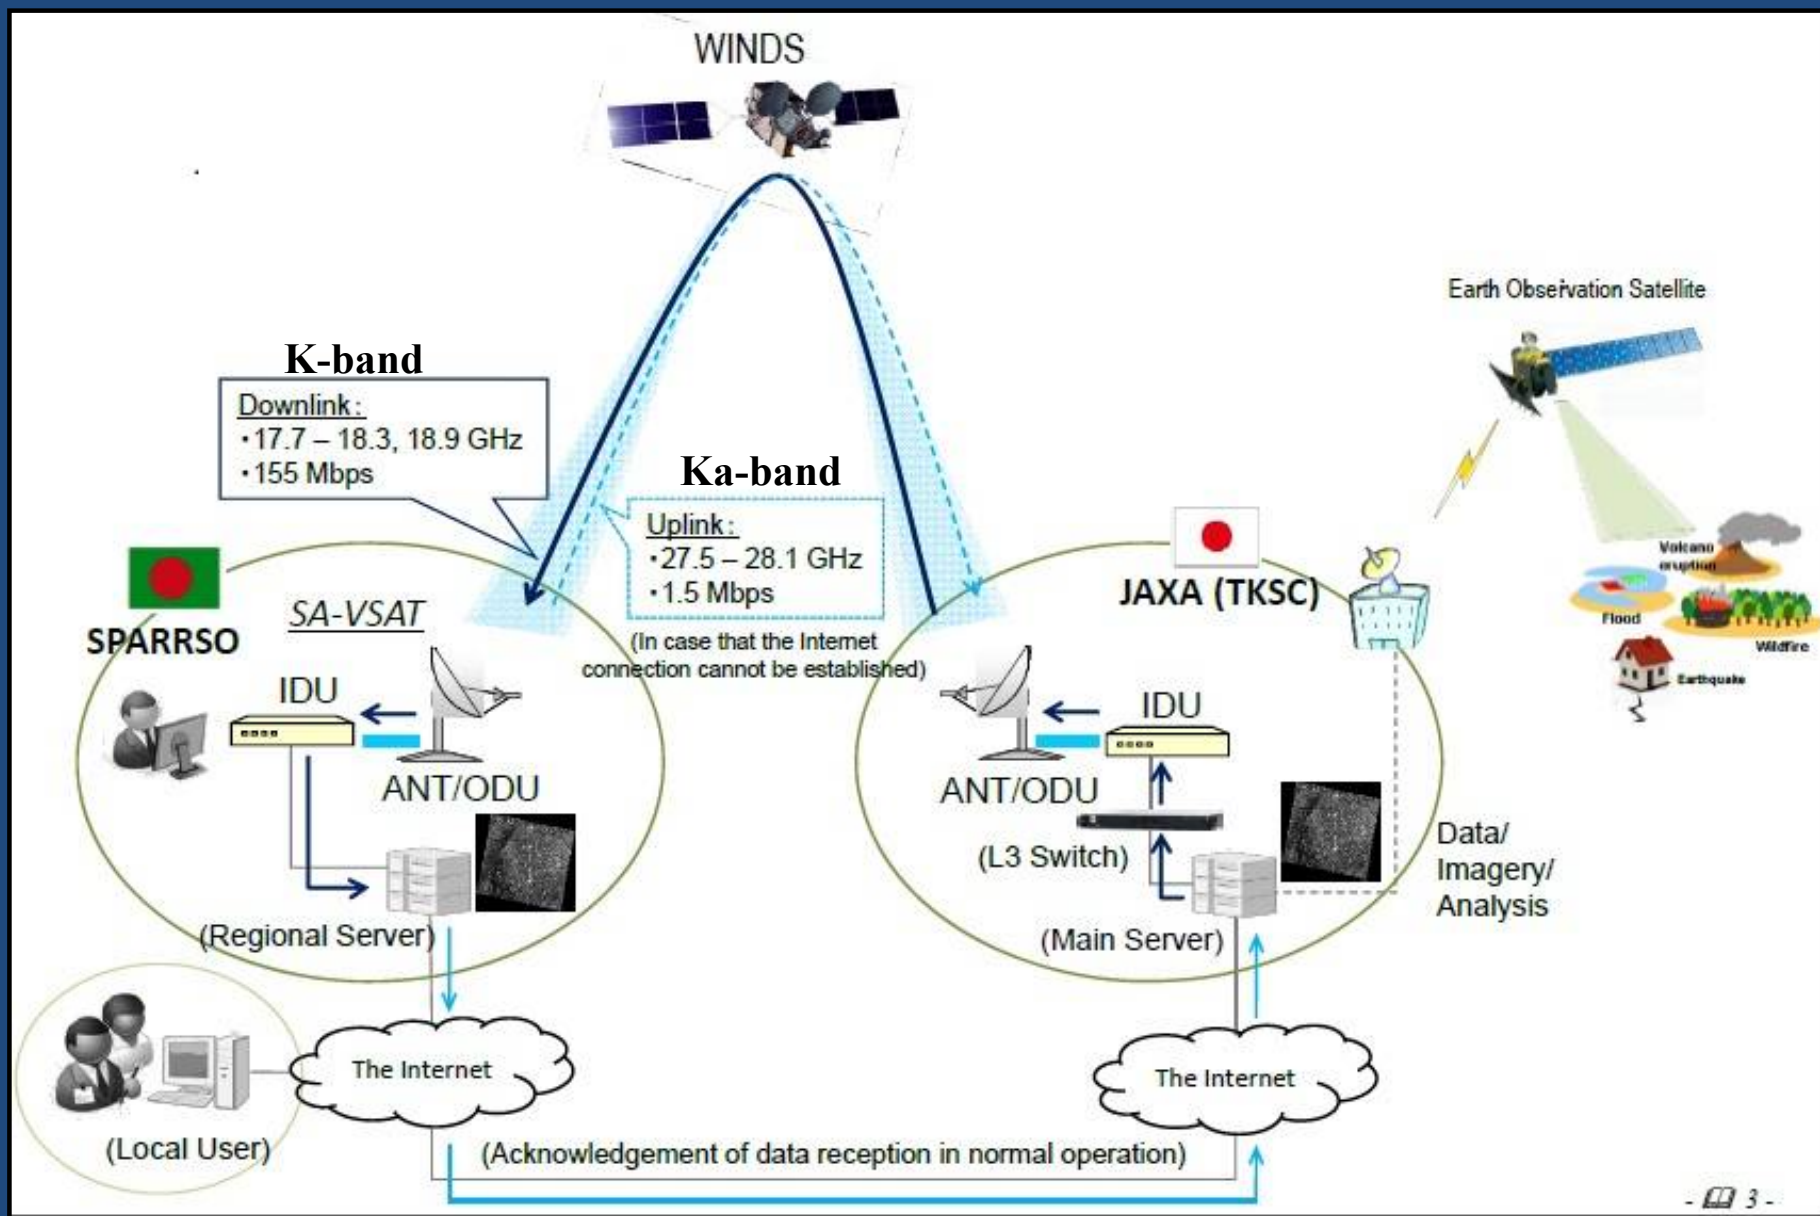 WINDS
Earth Observation Satellite
K-band
Downlink:
・17.7 – 18.3, 18.9 GHz
・155 Mbps
Ka-band
Uplink:
・27.5 – 28.1 GHz
・1.5 Mbps
(In case that the Internet
connection cannot be established)
SPARRSO
SA-VSAT
IDU
ANT/ODU
(Regional Server)
JAXA (TKSC)
IDU
ANT/ODU
(L3 Switch)
(Main Server)
Data/
Imagery/
Analysis
Volcano
eruption
Flood
Wildfire
Earthquake
The Internet
The Internet
(Local User)
(Acknowledgement of data reception in normal operation)
- 🕮 3 -